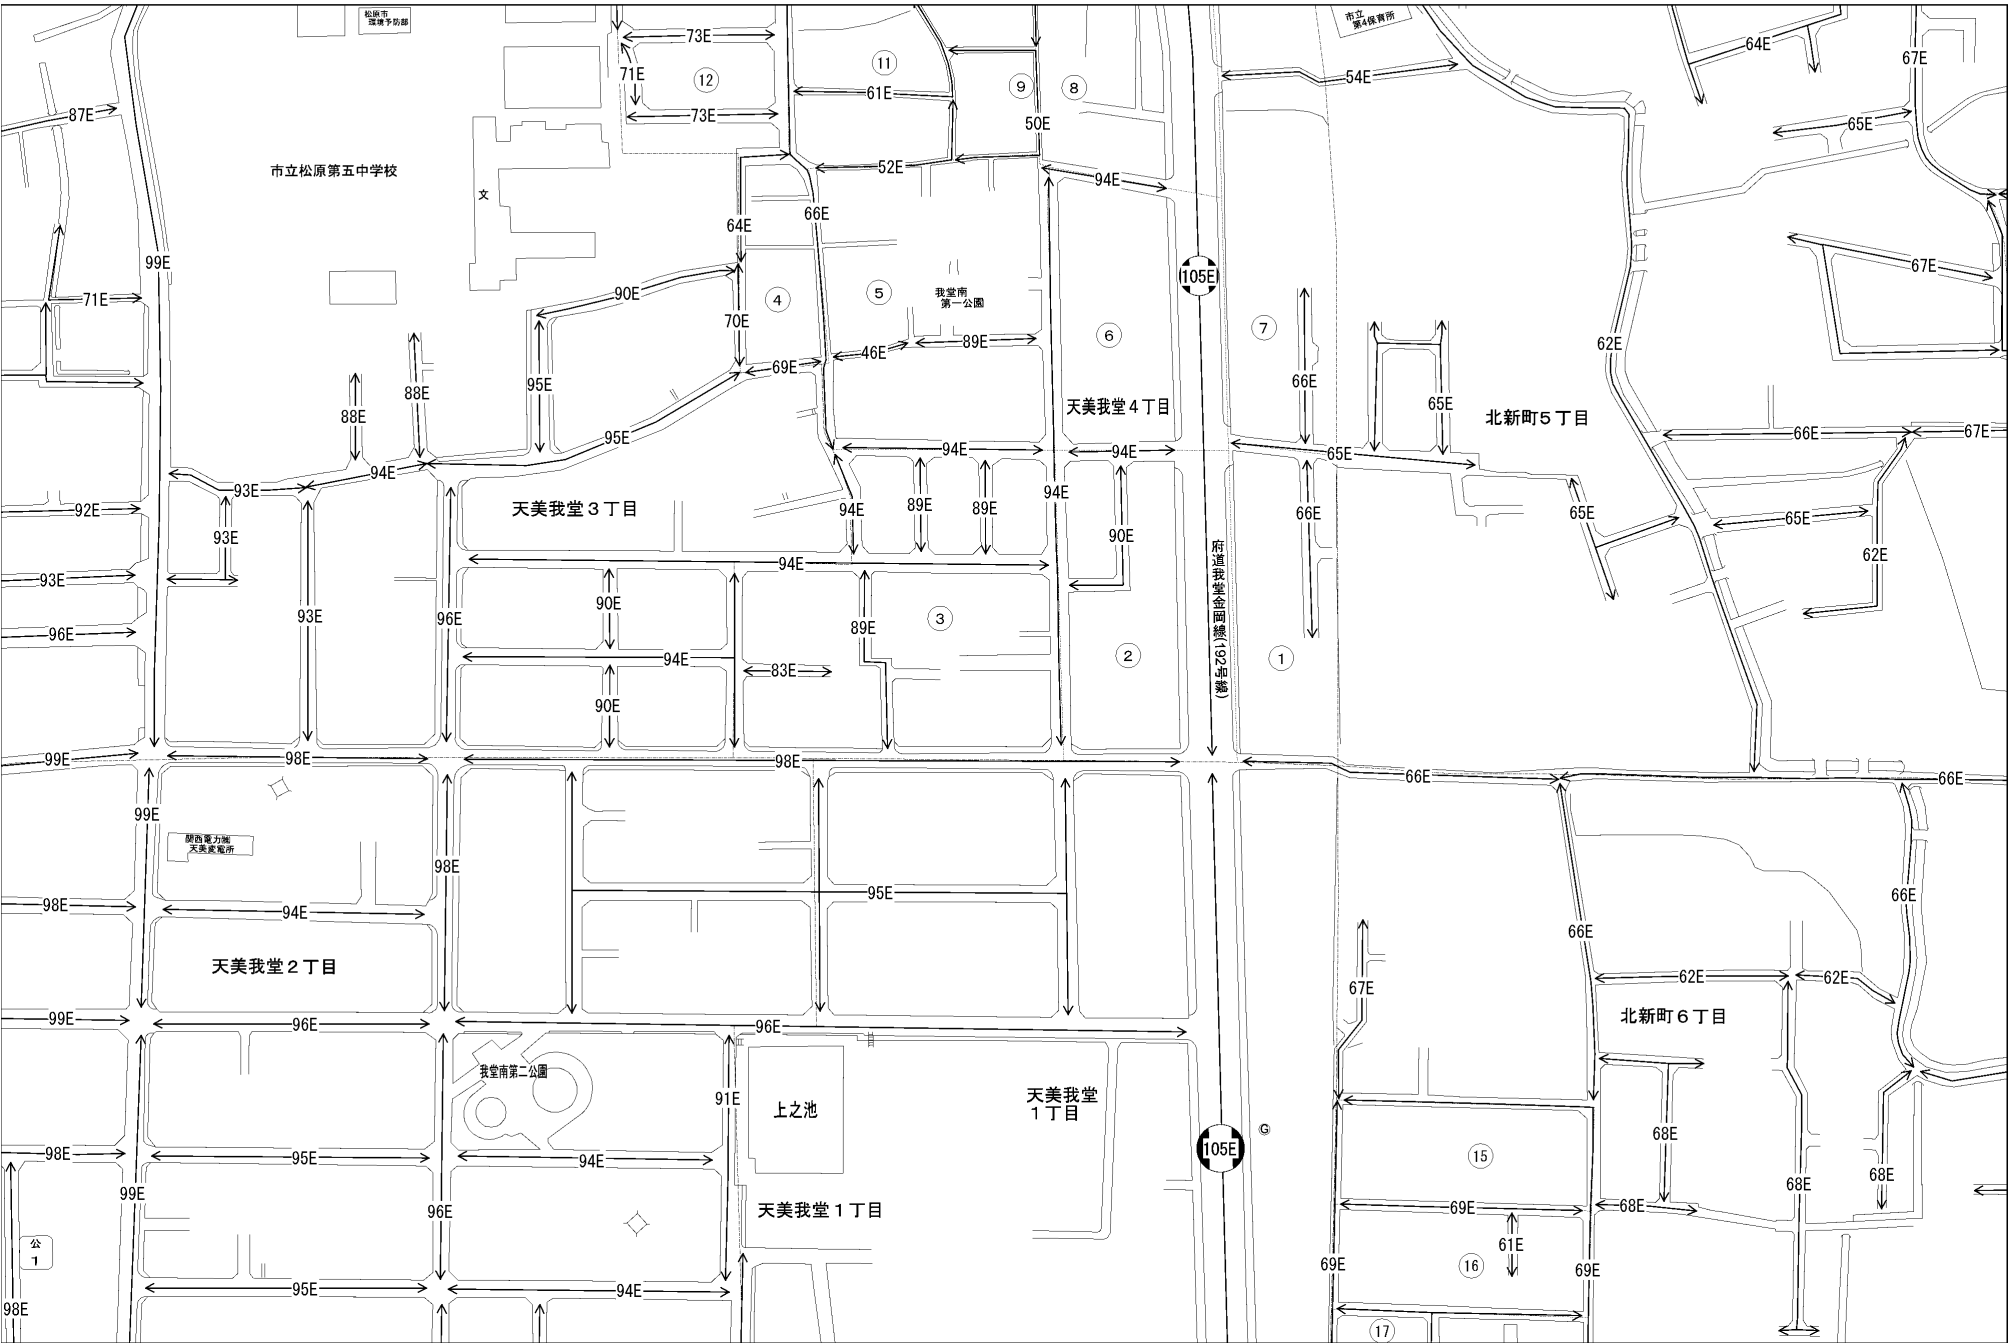 松原市
環境予防部
市立
第4保育所
73E
64E
67E
71E
12
11
54E
61E
9
8
73E
87E
50E
65E
市立松原第五中学校
文
52E
94E
64E
66E
99E
105E
67E
71E
90E
4
5
我堂南
第一公園
70E
6
7
62E
46E
89E
69E
95E
88E
88E
66E
65E
天美我堂4丁目
北新町5丁目
95E
94E
94E
65E
66E
67E
93E
94E
天美我堂3丁目
94E
92E
94E
89E
89E
90E
66E
65E
65E
93E
62E
府道我堂金岡線(192号線)
93E
94E
96E
93E
96E
90E
89E
3
2
1
94E
83E
90E
99E
98E
98E
66E
66E
99E
関西電力㈱
天美変電所
98E
95E
98E
94E
66E
66E
天美我堂2丁目
62E
62E
67E
99E
96E
96E
北新町6丁目
我堂南第二公園
91E
上之池
天美我堂
1丁目
G
68E
98E
95E
94E
105E
15
99E
96E
天美我堂1丁目
69E
68E
68E
68E
公
1
61E
16
69E
69E
98E
95E
94E
17